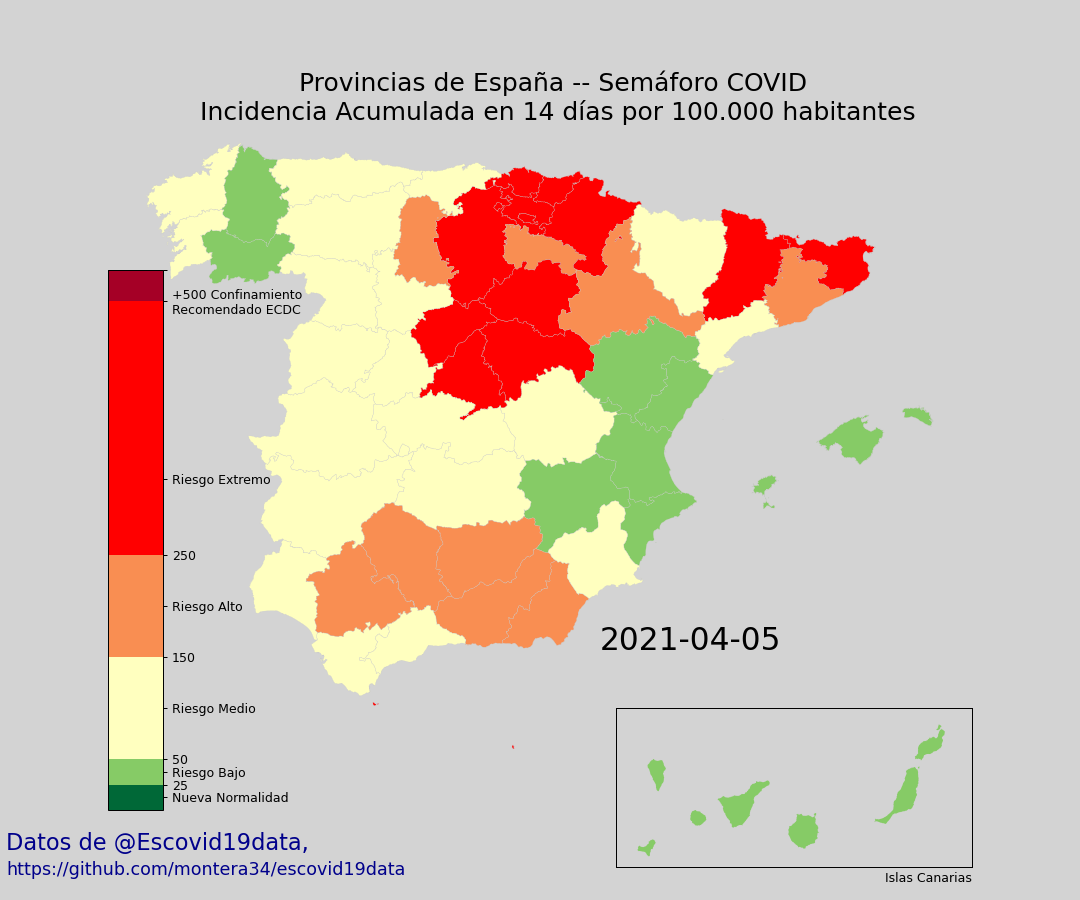 Provincias de España -- Semáforo COVID
Incidencia Acumulada en 14 días por 100.000 habitantes
+500 Confinamiento
Recomendado ECDC
Riesgo Extremo
250
Riesgo Alto
150
Riesgo Medio
50
Riesgo Bajo
25
Nueva Normalidad
2021-04-05
Islas Canarias
Datos de @Escovid19data,
https://github.com/montera34/escovid19data